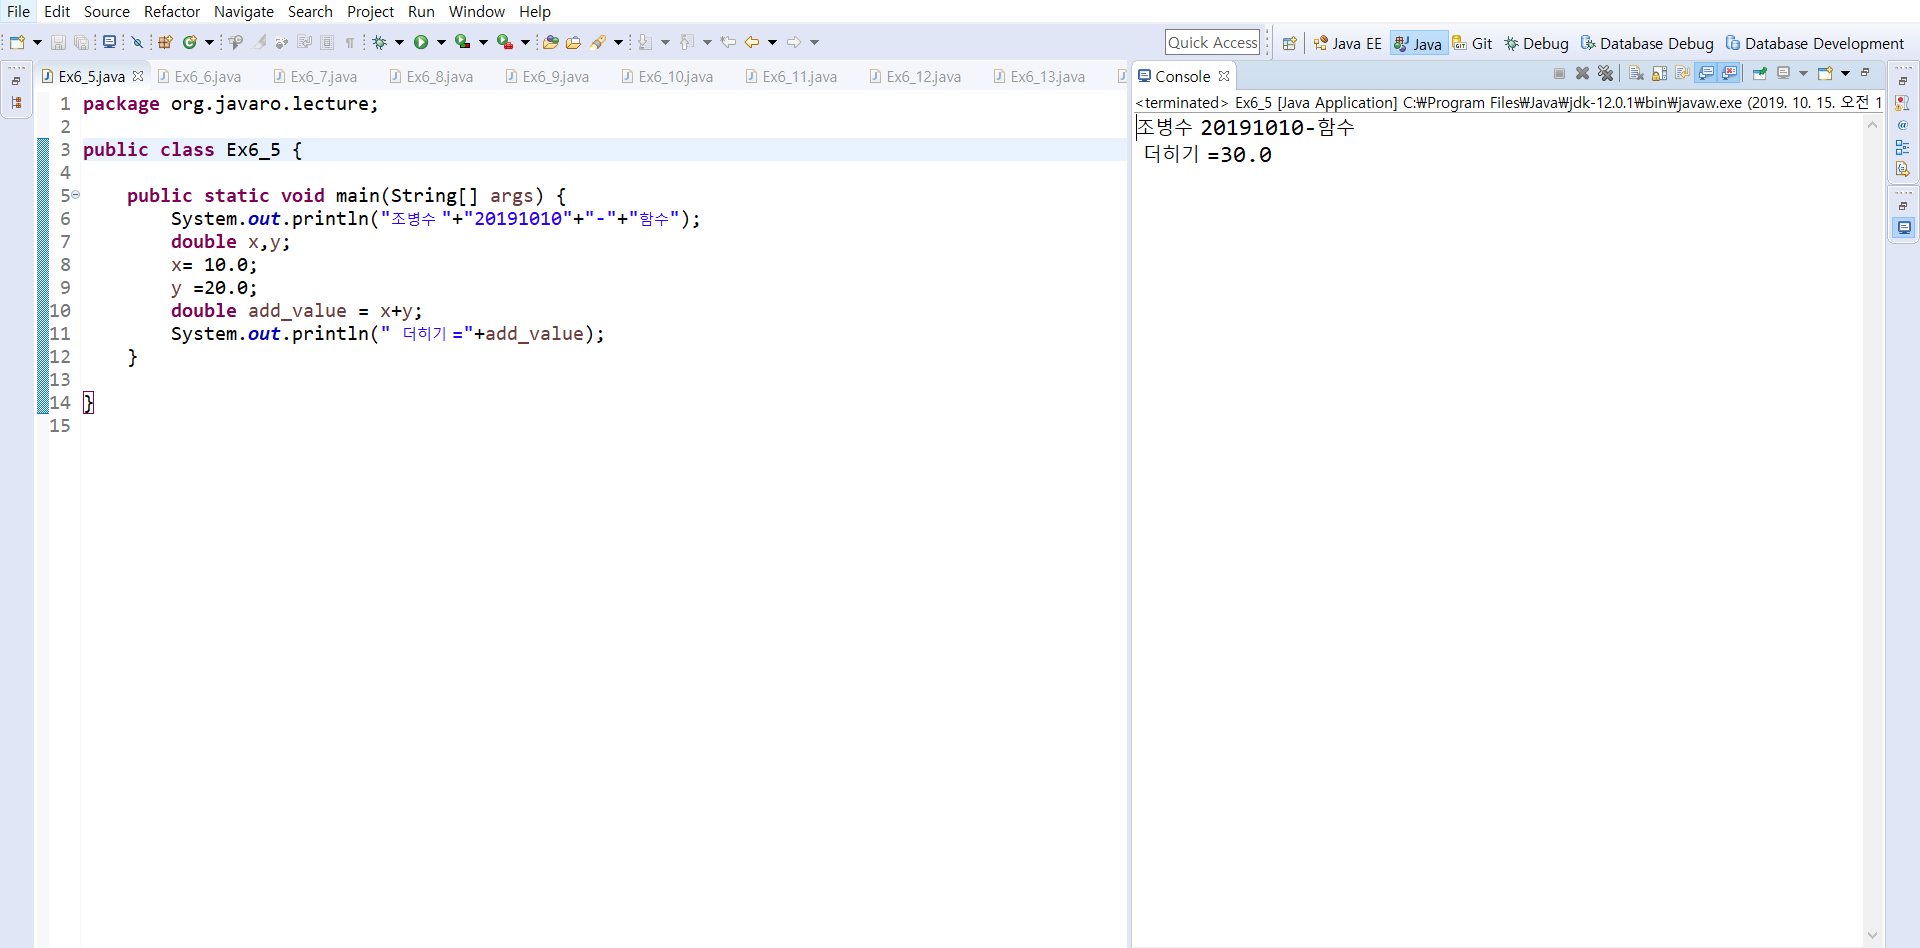 File Edit Source Refactor Navigate Search Project Run Window Help
Quick Access Java EE Java Git Debug Database Debug Database Development
Ex6_5.java Ex6_6.java Ex6_7.java Ex6_8.java Ex6_9.java Ex6_10.java Ex6_11.java Ex6_12.java Ex6_13.java
1 package org.javaro.lecture;
2
3 public class Ex6_5 {
4
5 public static void main(String[] args) {
6 System.out.println("조병수 "+"20191010"+"-"+"함수");
7 double x,y;
8 x= 10.0;
9 y =20.0;
10 double add_value = x+y;
11 System.out.println(" 더히기 ="+add_value);
12 }
13
14 }
15
Console
<terminated> Ex6_5 [Java Application] C:₩Program Files₩Java₩jdk-12.0.1₩bin₩javaw.exe (2019. 10. 15. 오전 1
조병수 20191010-함수
더히기 =30.0